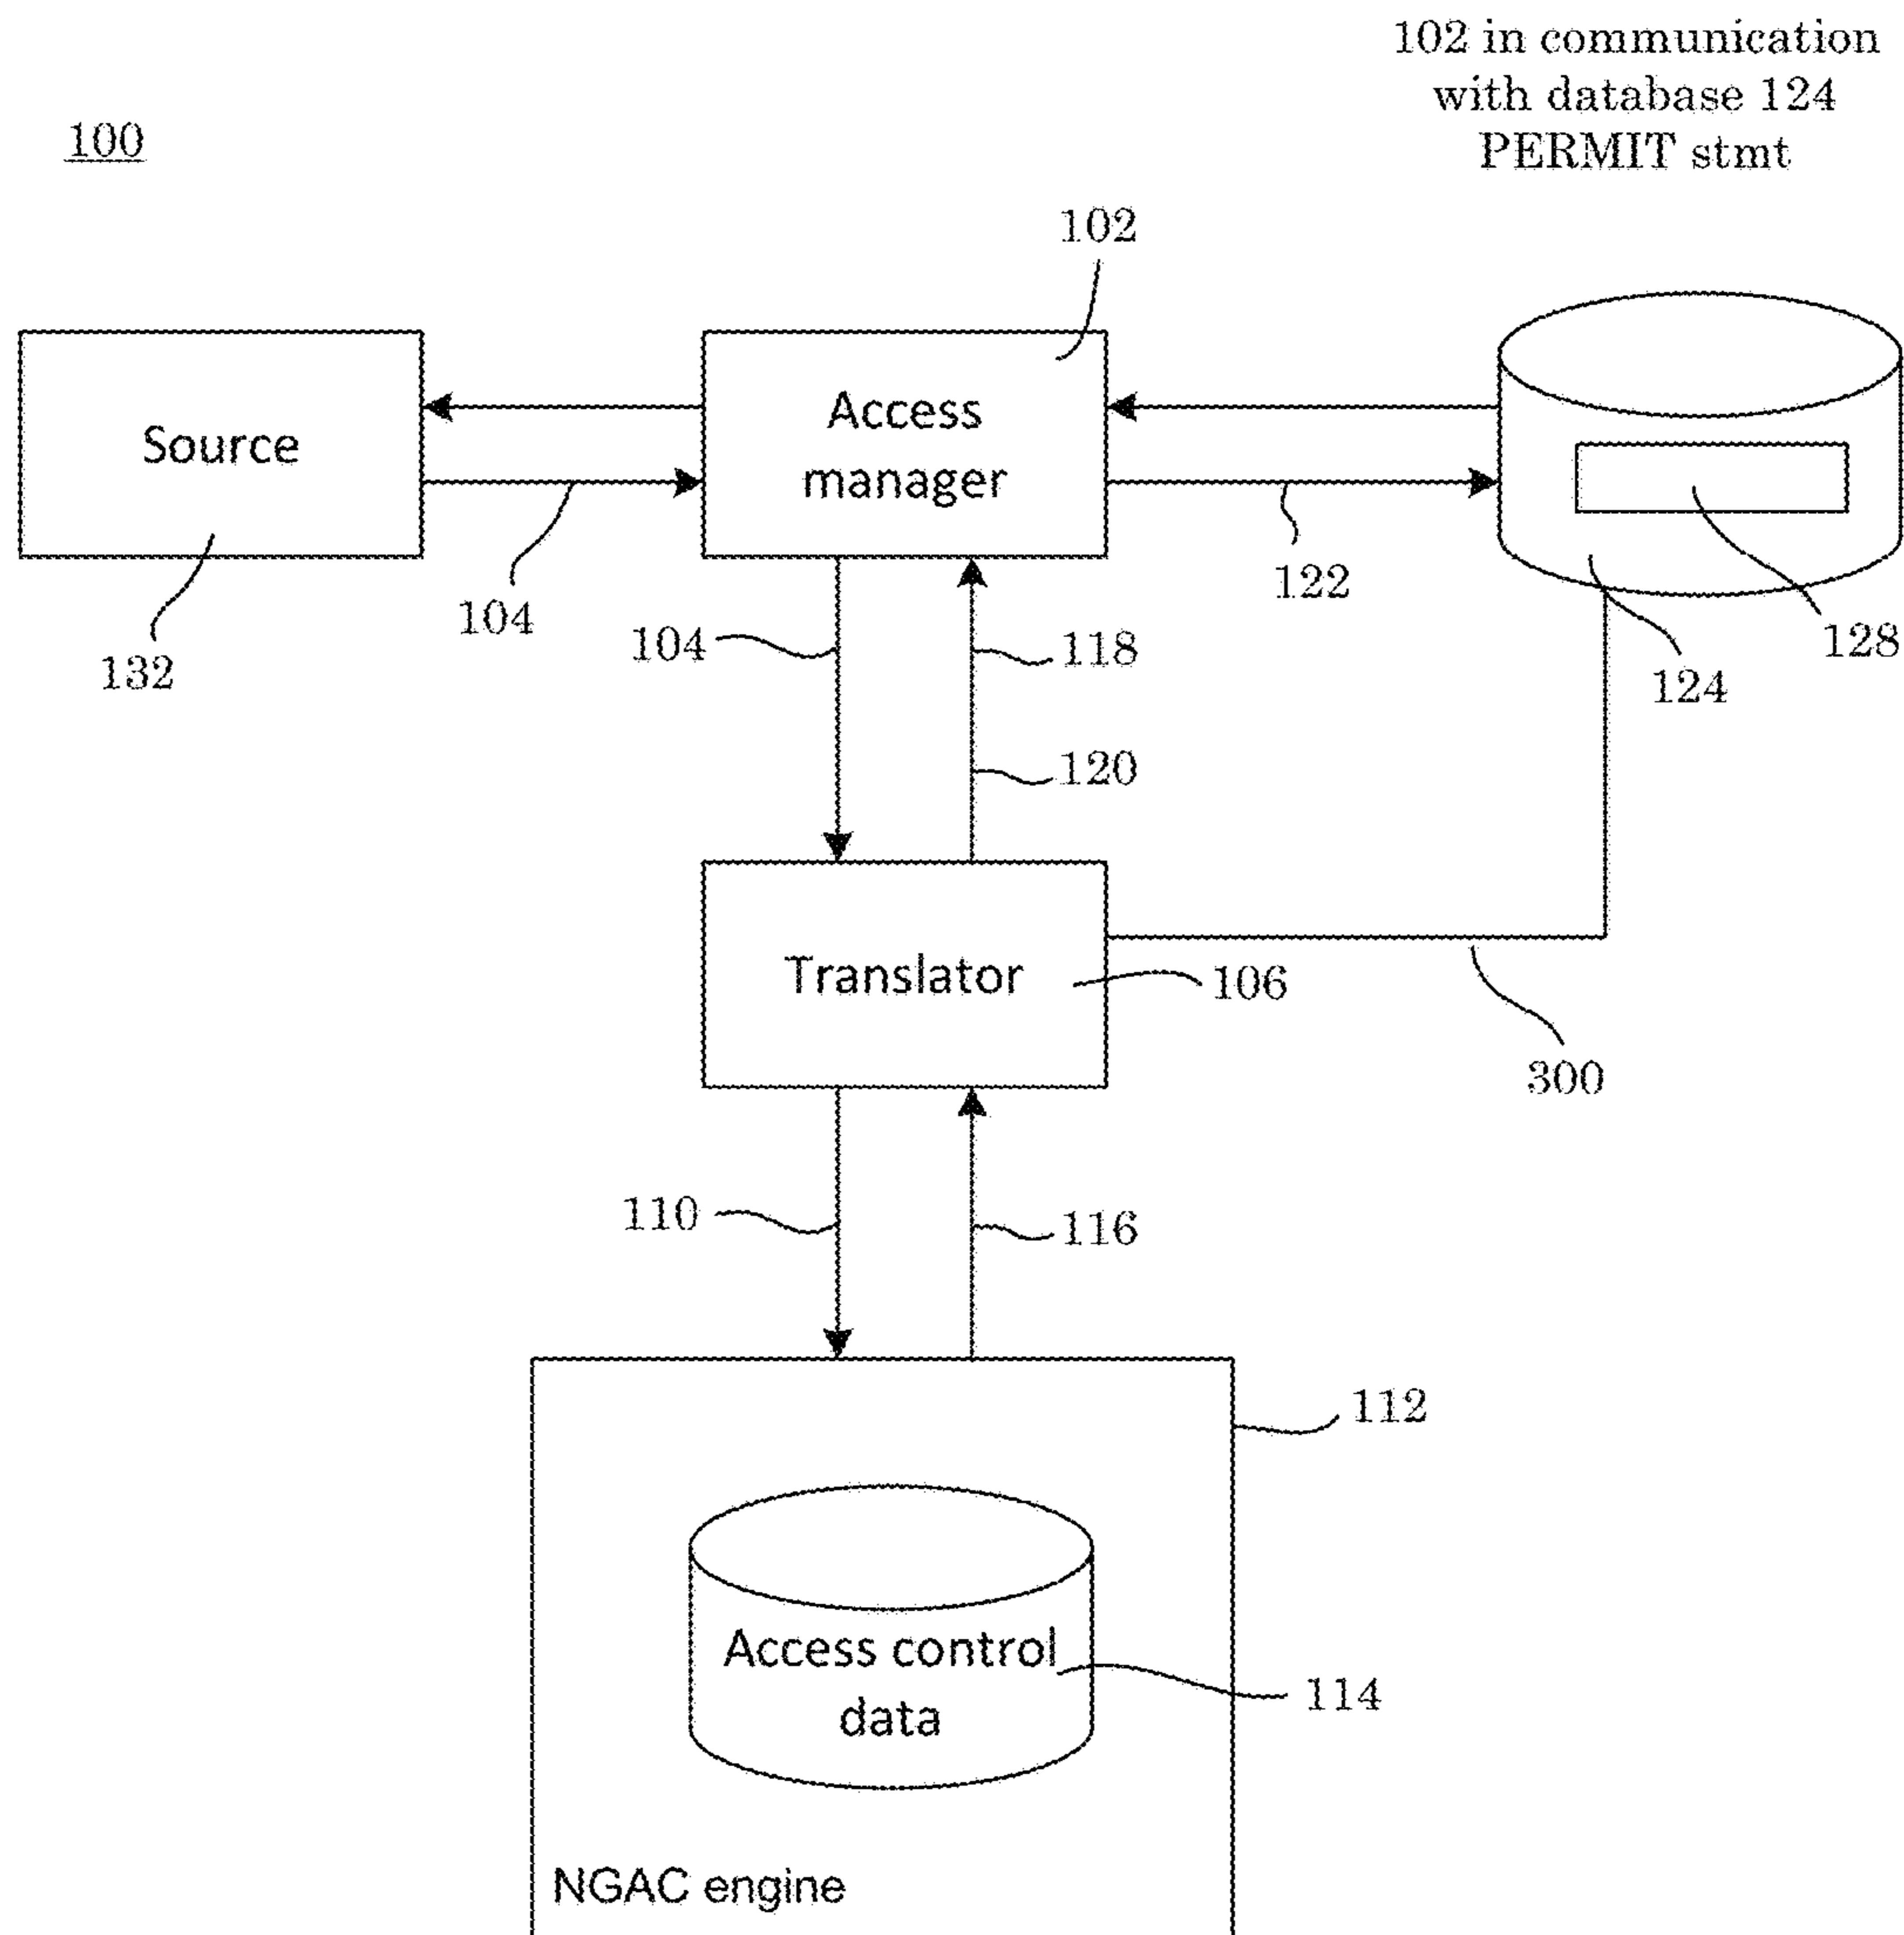 102 in communication
with database 124
PERMIT stmt
100
102
Source
Access
manager
104
122
132
104
118
128
124
120
Translator
106
300
110
116
112
Access control
data
114
NGAC engine